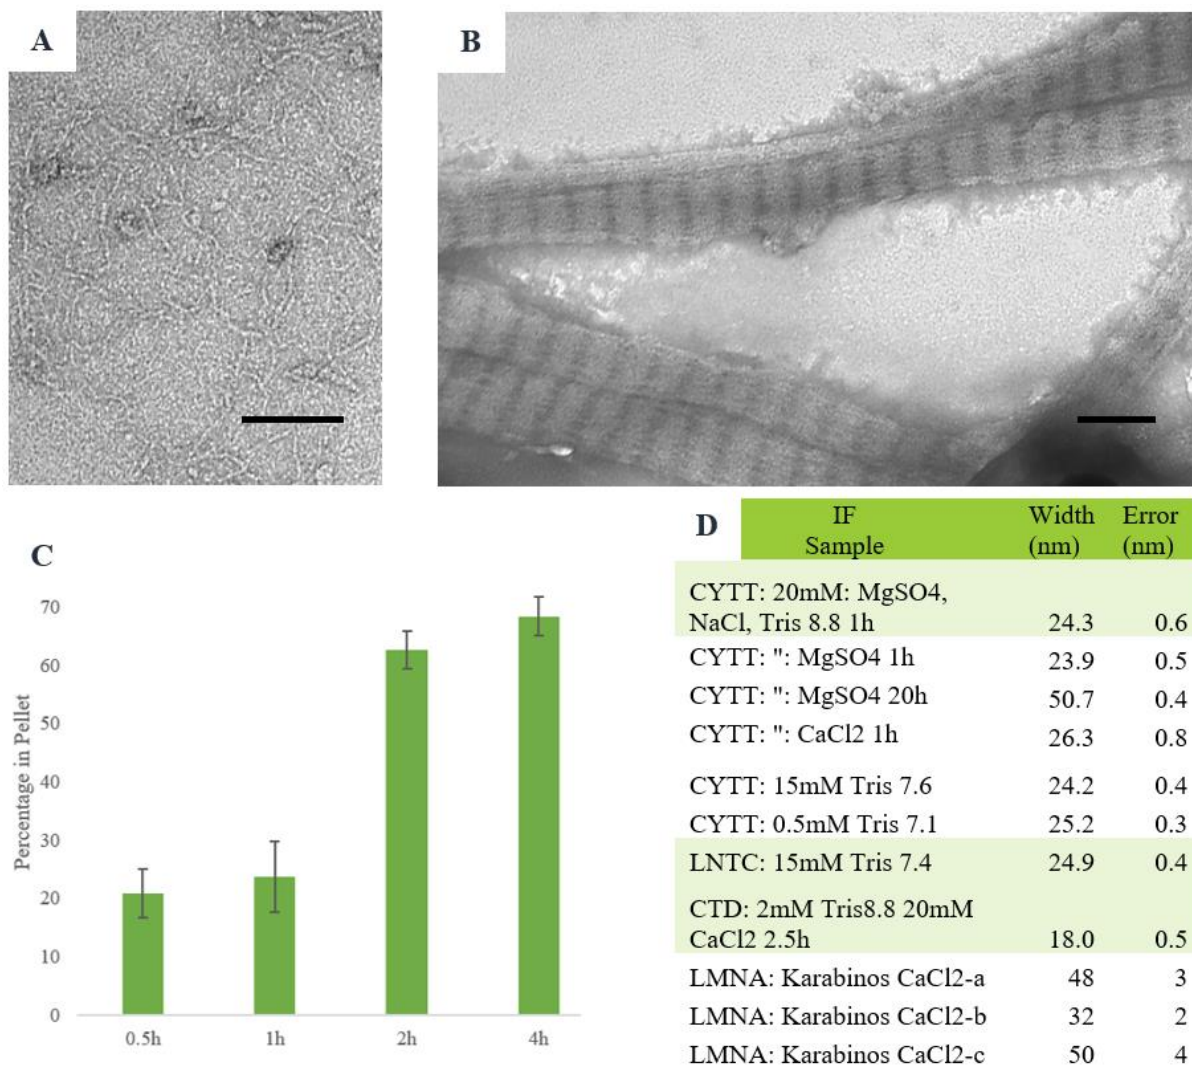 A
B
C
Percentage in Pellet
70
60
50
40
30
20
10
0
0.5h 1h 2h 4h
D
IF Width Error
Sample (nm) (nm)
CYTT: 20mM: MgSO4,
NaCl, Tris 8.8 1h 24.3 0.6
CYTT: ": MgSO4 1h 23.9 0.5
CYTT: ": MgSO4 20h 50.7 0.4
CYTT: ": CaCl2 1h 26.3 0.8
CYTT: 15mM Tris 7.6 24.2 0.4
CYTT: 0.5mM Tris 7.1 25.2 0.3
LNTC: 15mM Tris 7.4 24.9 0.4
CTD: 2mM Tris8.8 20mM
CaCl2 2.5h 18.0 0.5
LMNA: Karabinos CaCl2-a 48 3
LMNA: Karabinos CaCl2-b 32 2
LMNA: Karabinos CaCl2-c 50 4